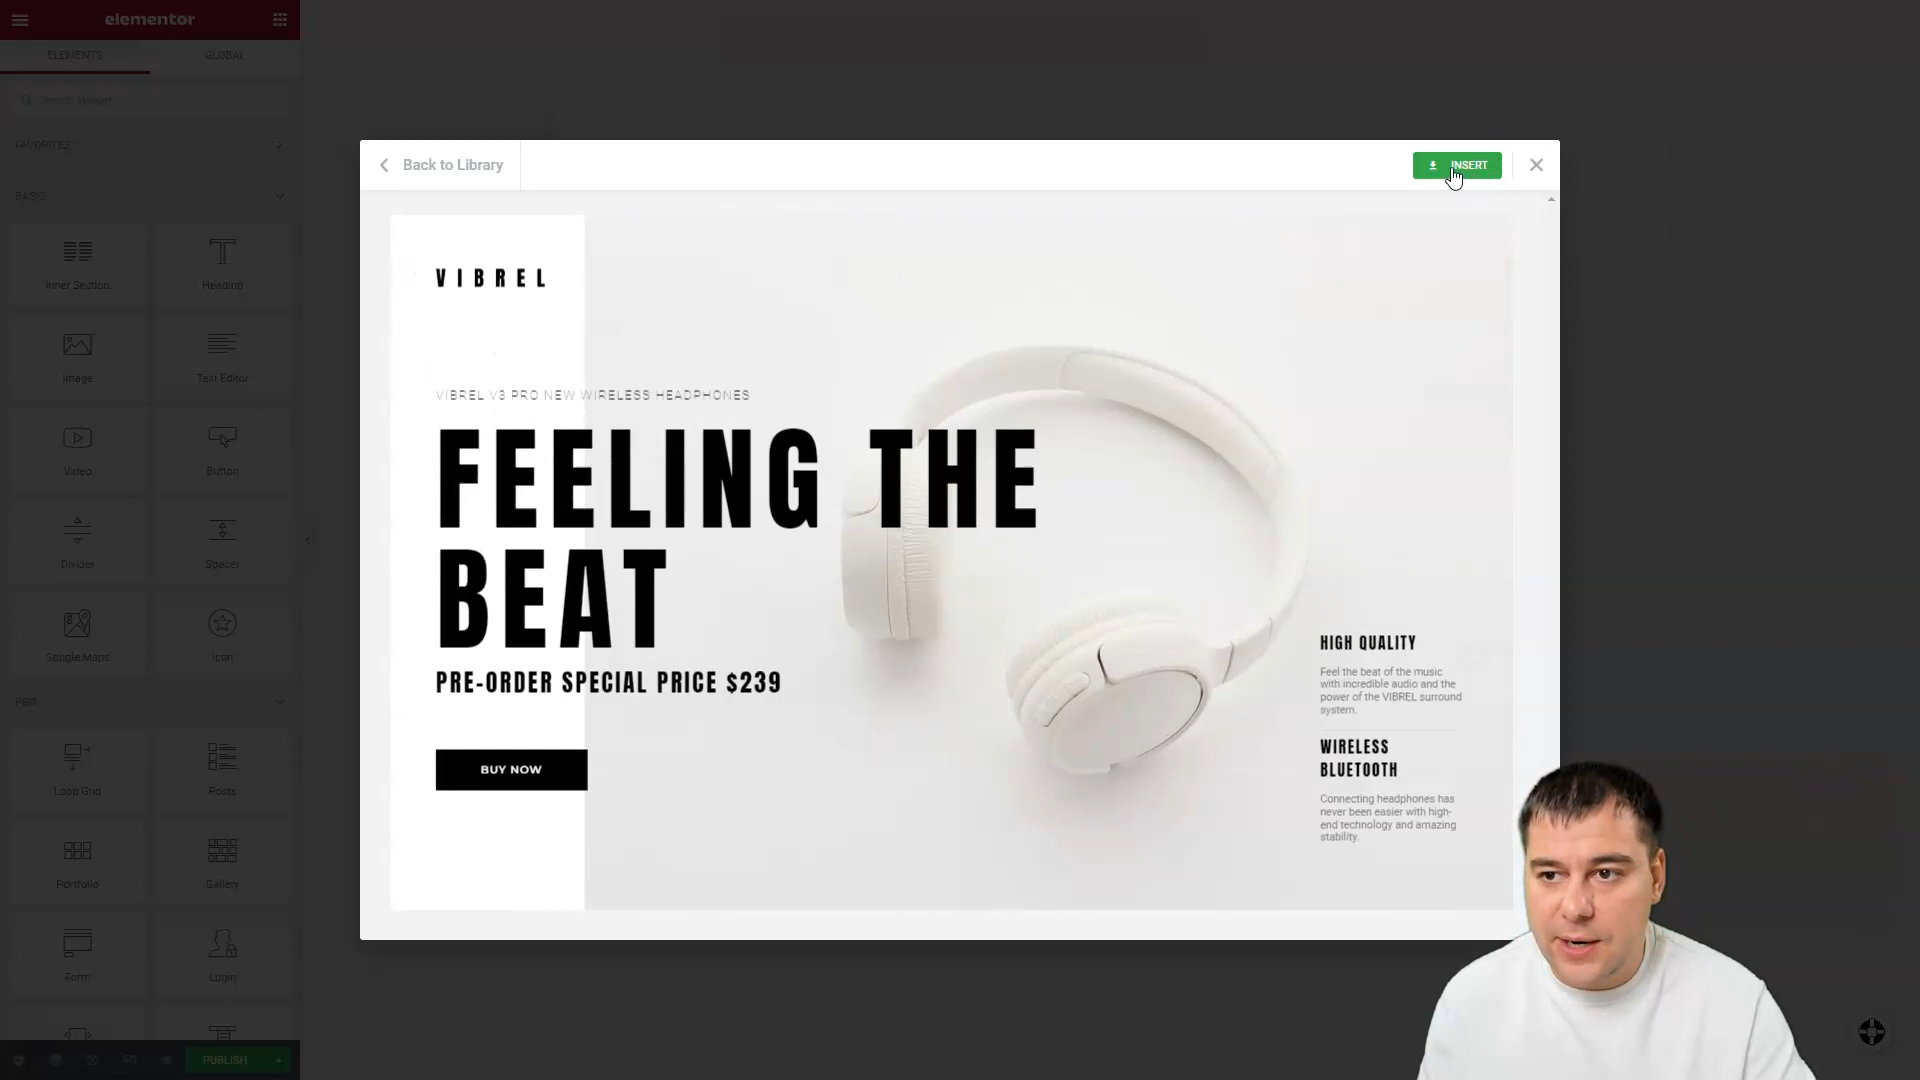 elementor
ELEMENTS
GLOBAL
Search Widget
FAVORITES
BASIC
Inner Section
Heading
Image
Text Editor
Video
Button
Divider
Spacer
Google Maps
Icon
PRO
Loop Grid
Posts
Portfolio
Gallery
Form
Login
PUBLISH
Back to Library
INSERT
VIBREL
VIBREL V3 PRO NEW WIRELESS HEADPHONES
FEELING THE
BEAT
PRE-ORDER SPECIAL PRICE $239
BUY NOW
HIGH QUALITY
Feel the beat of the music
with incredible audio and the
power of the VIBREL surround
system.
WIRELESS
BLUETOOTH
Connecting headphones has
never been easier with high-
end technology and amazing
stability.